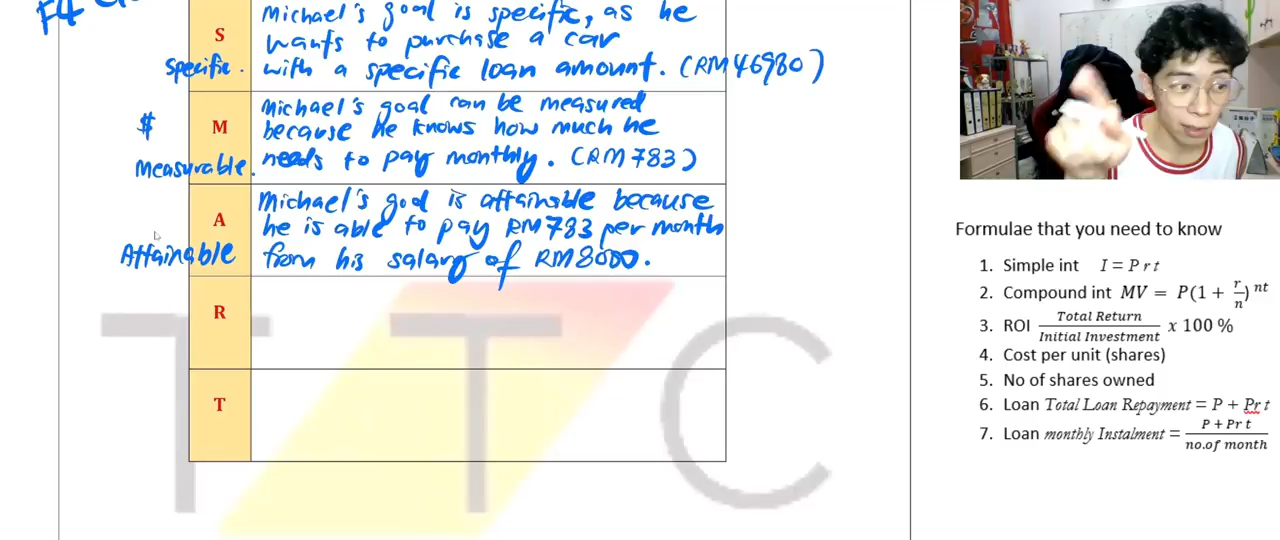 F4
S
Specific.
Michael's goal is specific, as he
wants to purchase a car
with a specific loan amount. (RM46980)
$
M
Measurable.
Michael's goal can be measured
because he knows how much he
needs to pay monthly. (RM783)
A
Attainable
Michael's goal is attainable because
he is able to pay RM783 per month
from his salary of RM8000.
R
T
TTC
Formulae that you need to know
1. Simple int I = P r t
2. Compound int MV = P(1 + r/n) nt
3. ROI Total Return/Initial Investment x 100 %
4. Cost per unit (shares)
5. No of shares owned
6. Loan Total Loan Repayment = P + Pr t
7. Loan monthly Instalment = P + Pr t/no.of month